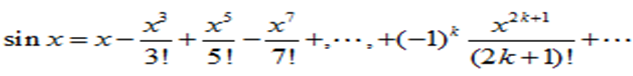 sin x = x − x³/3! + x⁵/5! − x⁷/7! +,⋯,+(−1)ᵏ x²ᵏ⁺¹/(2k+1)! +⋯